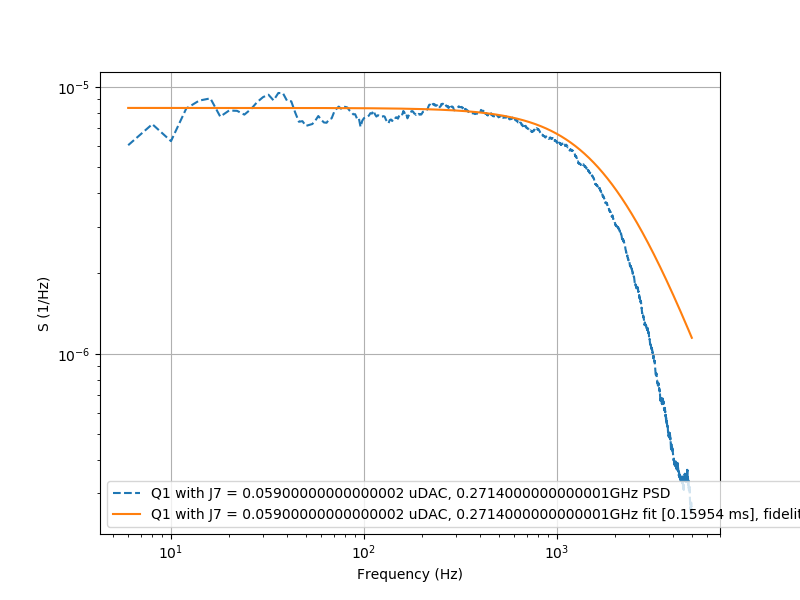 10⁻⁵
10⁻⁶
S (1/Hz)
Q1 with J7 = 0.05900000000000002 uDAC, 0.2714000000000001GHz PSD
Q1 with J7 = 0.05900000000000002 uDAC, 0.2714000000000001GHz fit [0.15954 ms], fidelit
10¹ 10² 10³
Frequency (Hz)